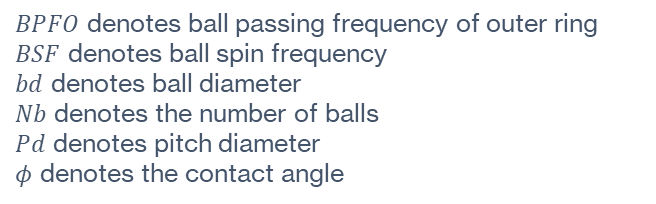 BPFO denotes ball passing frequency of outer ring
BSF denotes ball spin frequency
bd denotes ball diameter
Nb denotes the number of balls
Pd denotes pitch diameter
ϕ denotes the contact angle